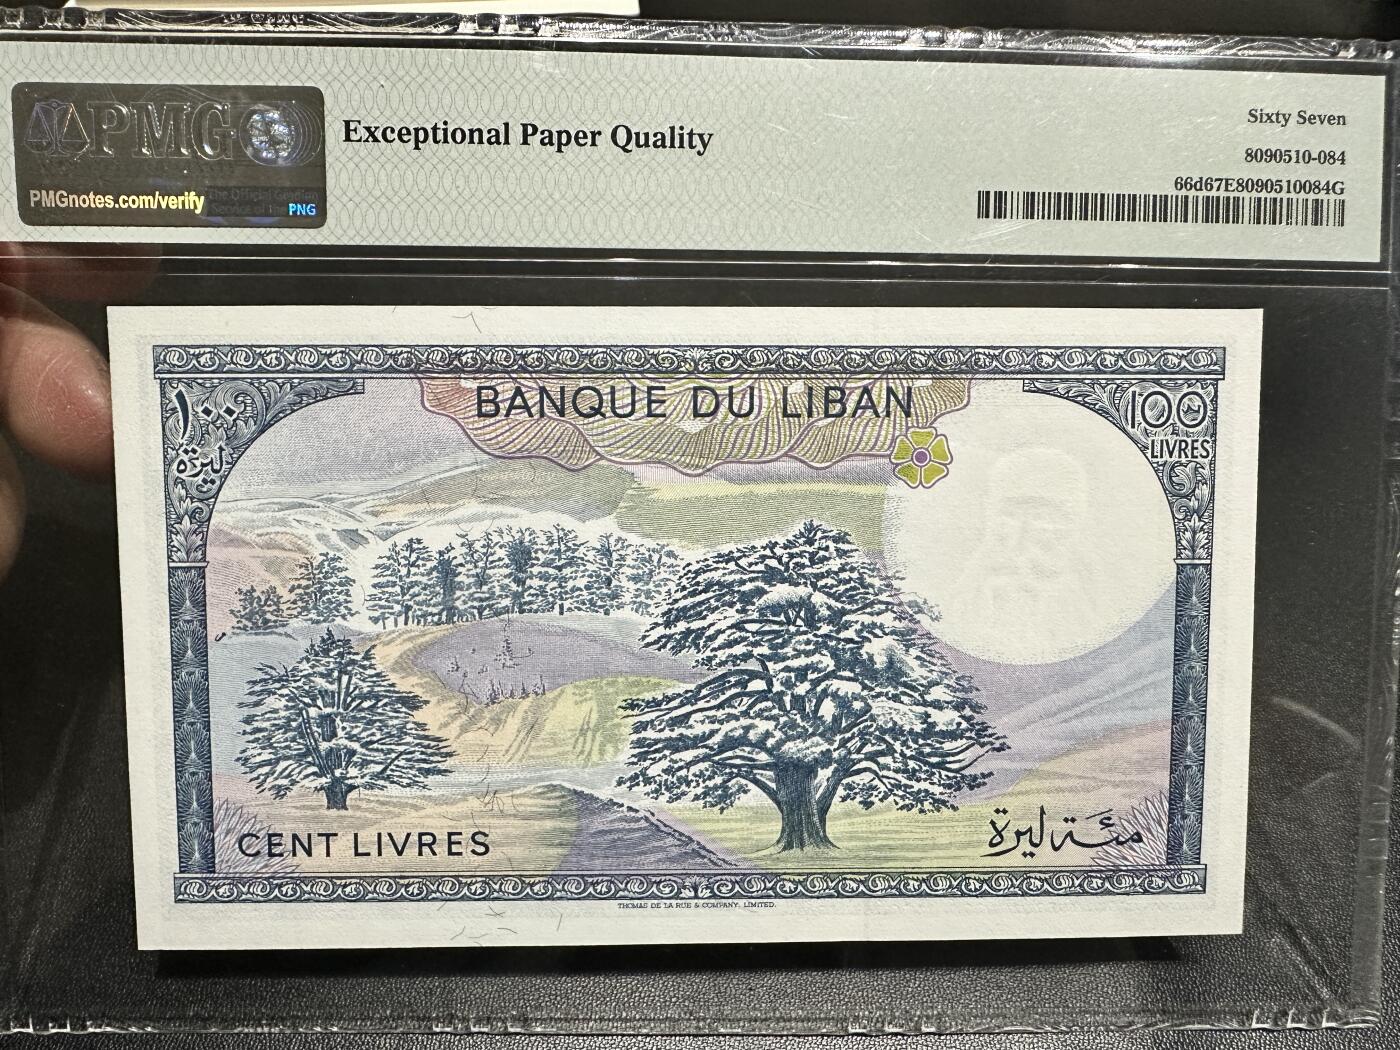 PMG
PMGnotes.com/verify
PNG
Exceptional Paper Quality
Sixty Seven
8090510-084
66d67E8090510084G
BANQUE DU LIBAN
١٠٠
ليرة
100
LIVRES
CENT LIVRES
مئة ليرة
THOMAS DE LA RUE & COMPANY, LIMITED.